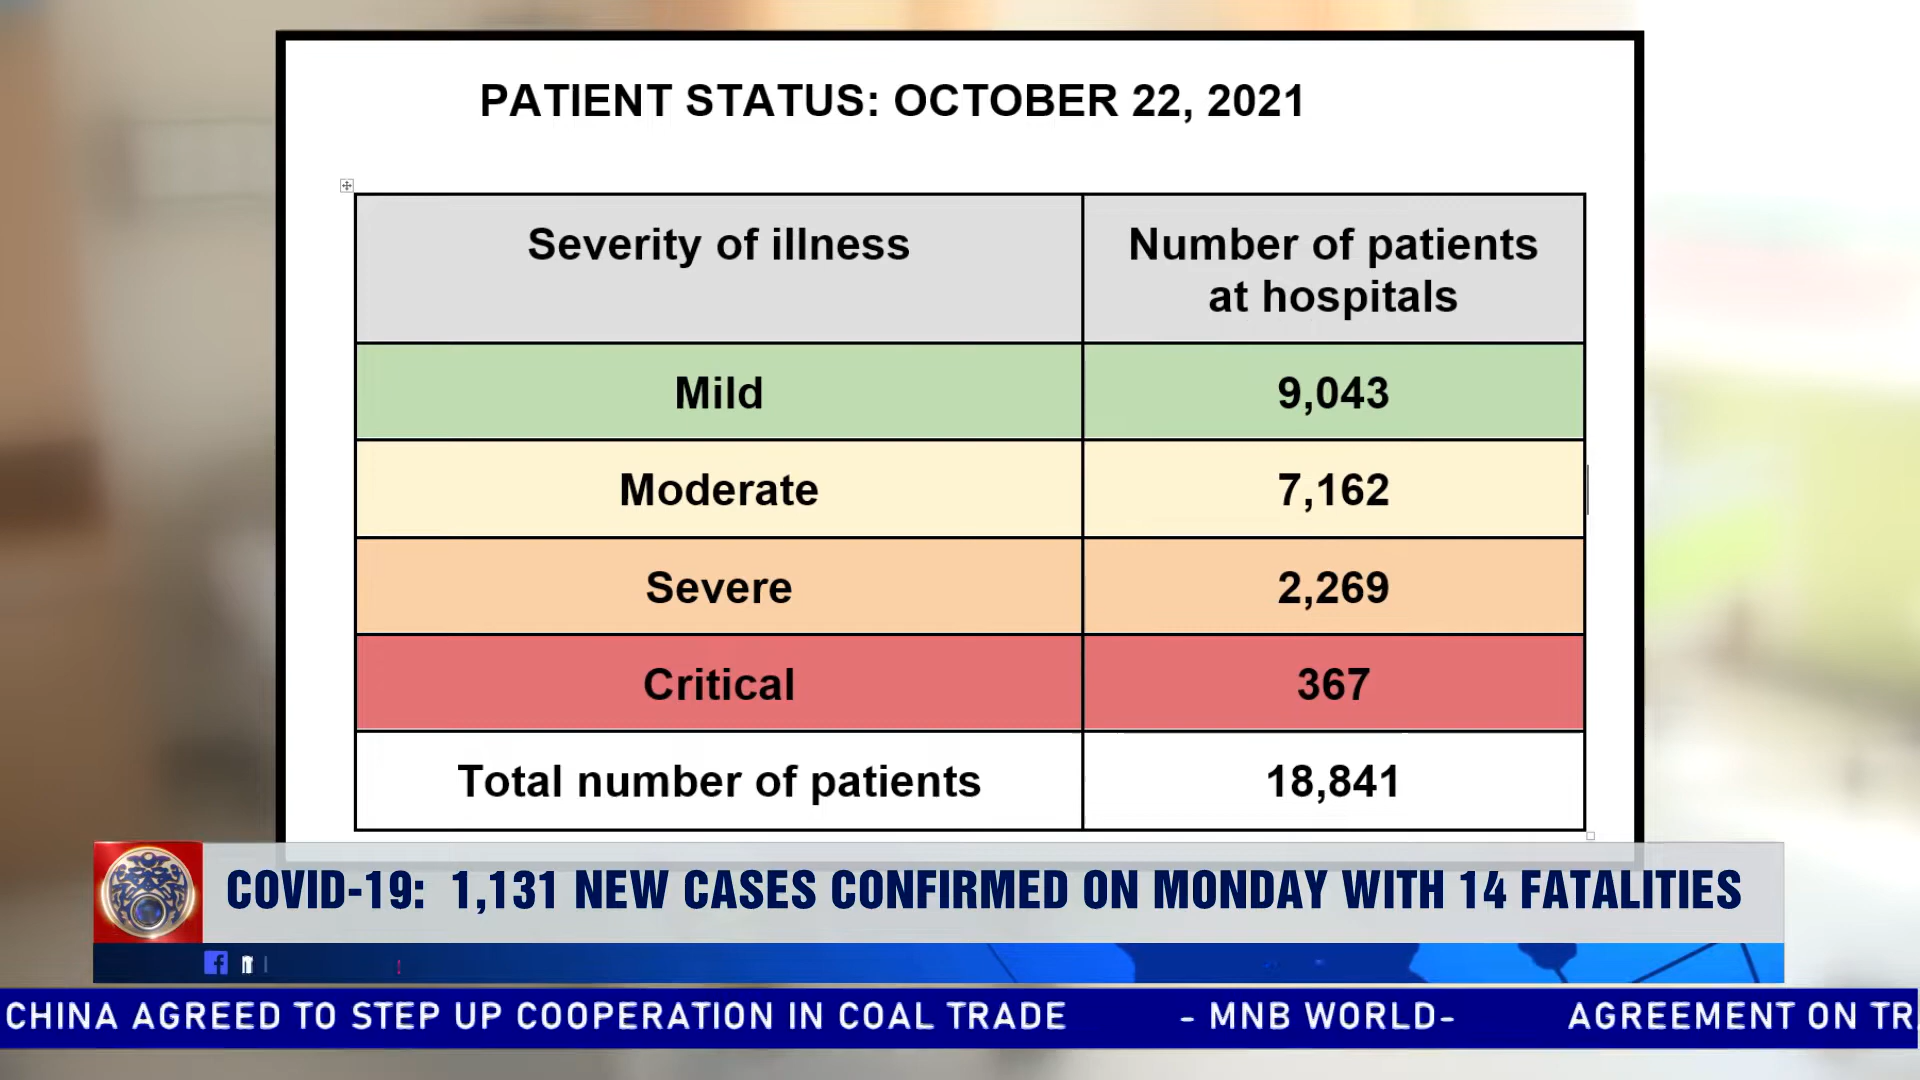 PATIENT STATUS: OCTOBER 22, 2021
Severity of illness
Number of patients
at hospitals
Mild
9,043
Moderate
7,162
Severe
2,269
Critical
367
Total number of patients
18,841
COVID-19: 1,131 NEW CASES CONFIRMED ON MONDAY WITH 14 FATALITIES
CHINA AGREED TO STEP UP COOPERATION IN COAL TRADE - MNB WORLD- AGREEMENT ON